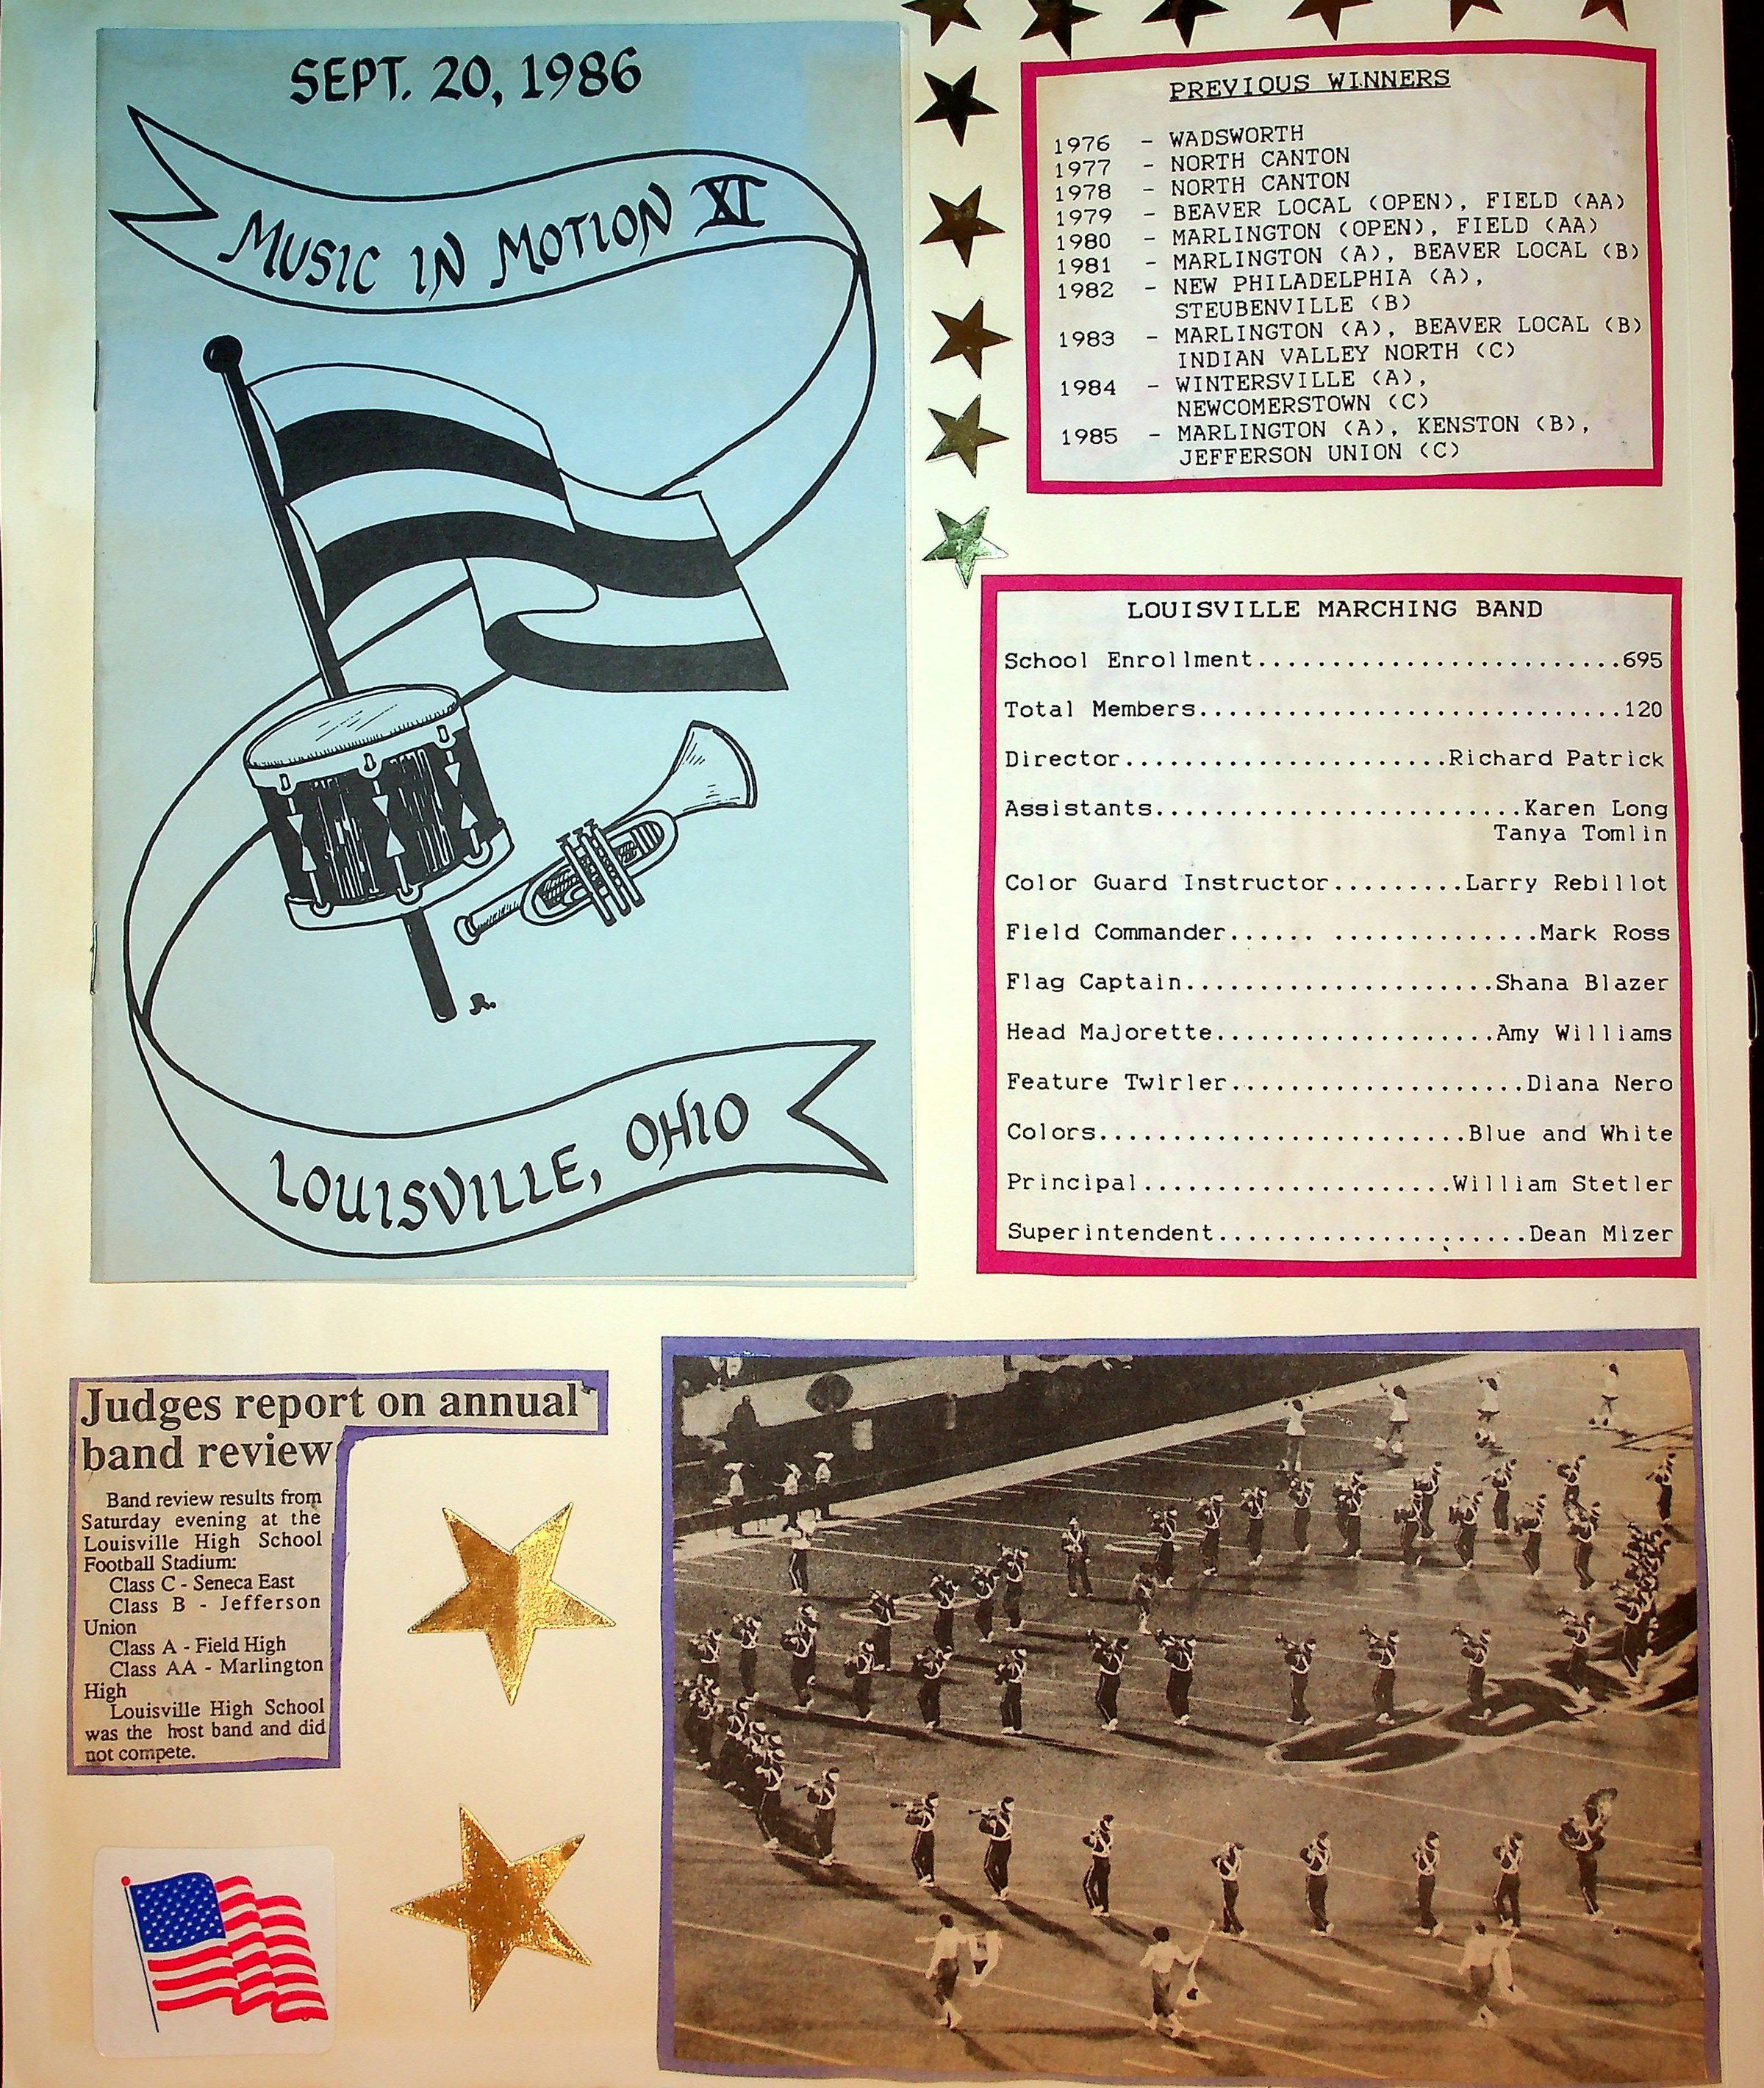 SEPT. 20, 1986
MUSIC IN MOTION XI
R.
LOUISVILLE, OHIO
PREVIOUS WINNERS
1976 - WADSWORTH
1977 - NORTH CANTON
1978 - NORTH CANTON
1979 - BEAVER LOCAL (OPEN), FIELD (AA)
1980 - MARLINGTON (OPEN), FIELD (AA)
1981 - MARLINGTON (A), BEAVER LOCAL (B)
1982 - NEW PHILADELPHIA (A),
STEUBENVILLE (B)
1983 - MARLINGTON (A), BEAVER LOCAL (B)
INDIAN VALLEY NORTH (C)
1984 - WINTERSVILLE (A),
NEWCOMERSTOWN (C)
1985 - MARLINGTON (A), KENSTON (B),
JEFFERSON UNION (C)
LOUISVILLE MARCHING BAND
School Enrollment.........................695
Total Members.............................120
Director......................Richard Patrick
Assistants.........................Karen Long
Tanya Tomlin
Color Guard Instructor.........Larry Rebillot
Field Commander...... ..............Mark Ross
Flag Captain.....................Shana Blazer
Head Majorette...................Amy Williams
Feature Twirler....................Diana Nero
Colors.........................Blue and White
Principal.....................William Stetler
Superintendent.....................Dean Mizer
Judges report on annual
band review
Band review results from
Saturday evening at the
Louisville High School
Football Stadium:
Class C - Seneca East
Class B - Jefferson
Union
Class A - Field High
Class AA - Marlington
High
Louisville High School
was the host band and did
not compete.